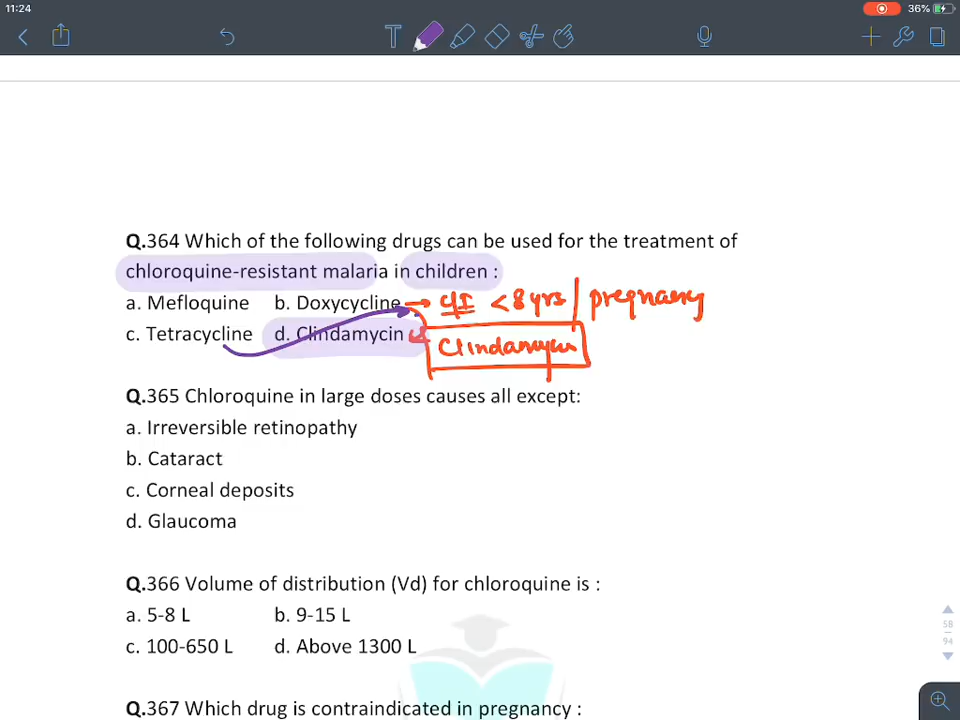 11:24
36%
T
Q.364 Which of the following drugs can be used for the treatment of
chloroquine-resistant malaria in children :
a. Mefloquine b. Doxycycline → C/I < 8 yrs / pregnancy
c. Tetracycline d. Clindamycin Clindamycin
Q.365 Chloroquine in large doses causes all except:
a. Irreversible retinopathy
b. Cataract
c. Corneal deposits
d. Glaucoma
Q.366 Volume of distribution (Vd) for chloroquine is :
a. 5-8 L b. 9-15 L
c. 100-650 L d. Above 1300 L
58
94
Q.367 Which drug is contraindicated in pregnancy :